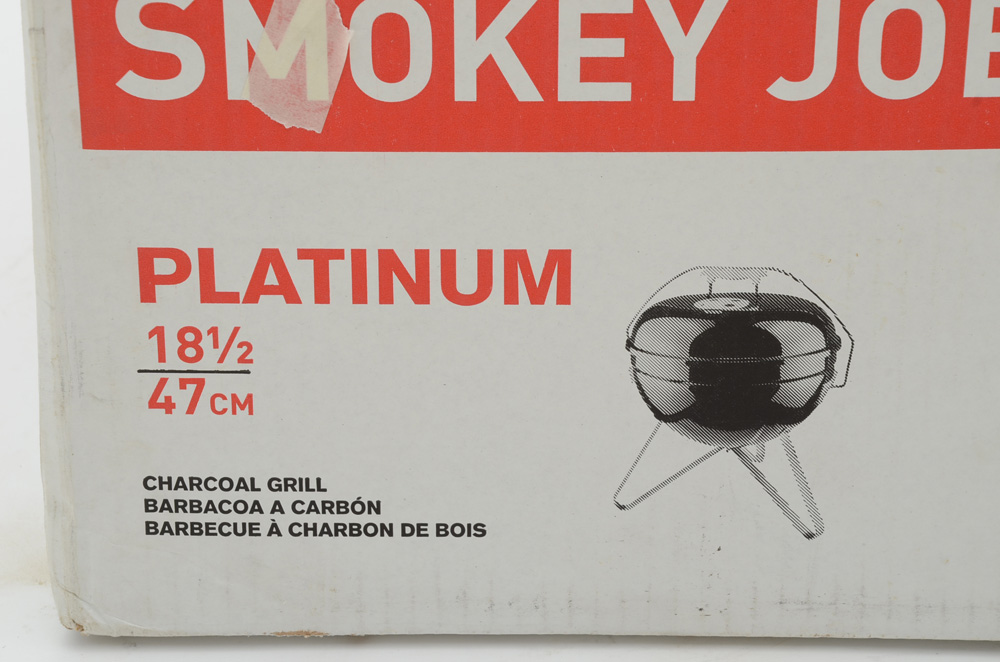 SMOKEY JOE
PLATINUM
18½
47CM
CHARCOAL GRILL
BARBACOA A CARBÓN
BARBECUE À CHARBON DE BOIS